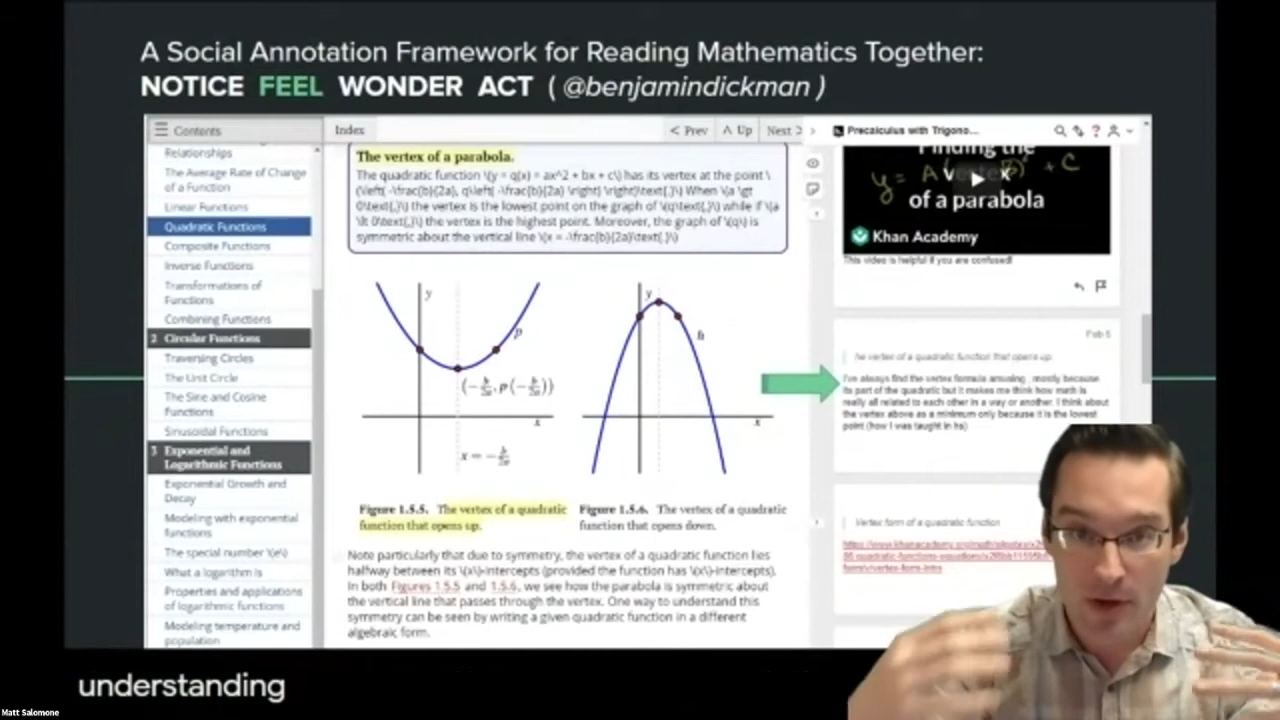 A Social Annotation Framework for Reading Mathematics Together:
NOTICE FEEL WONDER ACT ( @benjamindickman )
Contents
Index
< Prev
Λ Up
Next >
Precalculus with Trigono...
Relationships
The Average Rate of Change
of a Function
Linear Functions
Quadratic Functions
Composite Functions
Inverse Functions
Transformations of
Functions
Combining Functions
2 Circular Functions
Traversing Circles
The Unit Circle
The Sine and Cosine
Functions
Sinusoidal Functions
3 Exponential and
Logarithmic Functions
Exponential Growth and
Decay
Modeling with exponential
functions
The special number \(e\)
What a logarithm is
Properties and applications
of logarithmic functions
Modeling temperature and
population
The vertex of a parabola.
The quadratic function \(y = q(x) = ax^2 + bx + c\) has its vertex at the point \
(\left( -\frac{b}{2a}, q\left( -\frac{b}{2a} \right) \right)\text{.}\) When \(a \gt
0\text{,}\) the vertex is the lowest point on the graph of \(q\text{,}\) while if \(a
\lt 0\text{,}\) the vertex is the highest point. Moreover, the graph of \(q\) is
symmetric about the vertical line \(x = -\frac{b}{2a}\text{.}\)
y
p
(-b/2a, p(-b/2a))
x
x = -b/2a
y
h
x
Figure 1.5.5. The vertex of a quadratic
function that opens up.
Figure 1.5.6. The vertex of a quadratic
function that opens down.
Note particularly that due to symmetry, the vertex of a quadratic function lies
halfway between its \(x\)-intercepts (provided the function has \(x\)-intercepts).
In both Figures 1.5.5 and 1.5.6, we see how the parabola is symmetric about
the vertical line that passes through the vertex. One way to understand this
symmetry can be seen by writing a given quadratic function in a different
algebraic form.
Finding the
vertex
of a parabola
Khan Academy
This video is helpful if you are confused!
Feb 5
he vertex of a quadratic function that opens up
I've always find the vertex formula amusing , mostly because
its part of the quadratic but it makes me think how math is
really all related to each other in a way or another. I think about
the vertex above as a minimum only because it is the lowest
point (how I was taught in hs)
Vertex form of a quadratic function
understanding
Matt Salomone